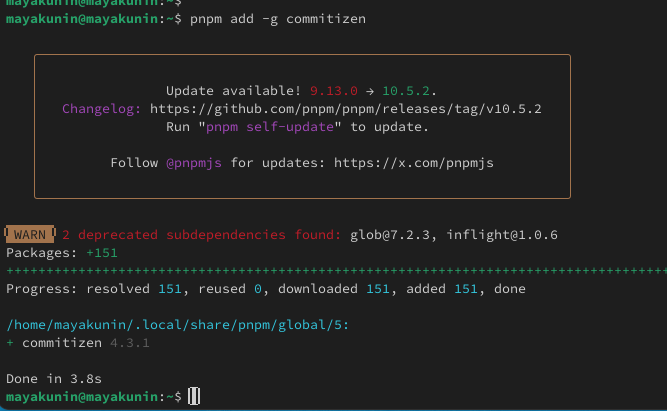 mayakunin@mayakunin:~$
mayakunin@mayakunin:~$ pnpm add -g commitizen
Update available! 9.13.0 → 10.5.2.
Changelog: https://github.com/pnpm/pnpm/releases/tag/v10.5.2
Run "pnpm self-update" to update.
Follow @pnpmjs for updates: https://x.com/pnpmjs
WARN 2 deprecated subdependencies found: glob@7.2.3, inflight@1.0.6
Packages: +151
+++++++++++++++++++++++++++++++++++++++++++++++++++++++++++++++++++++++++++++++++++
Progress: resolved 151, reused 0, downloaded 151, added 151, done
/home/mayakunin/.local/share/pnpm/global/5:
+ commitizen 4.3.1
Done in 3.8s
mayakunin@mayakunin:~$